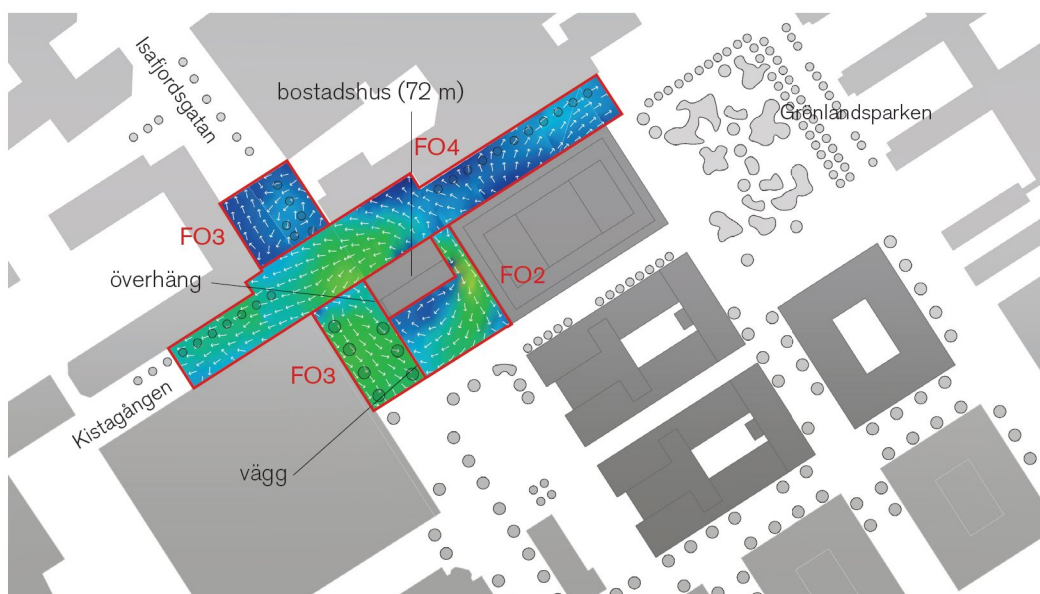 Isafjordsgatan
bostadshus (72 m)
Grönlandsparken
FO4
FO3
överhäng
FO2
FO3
Kistagången
vägg